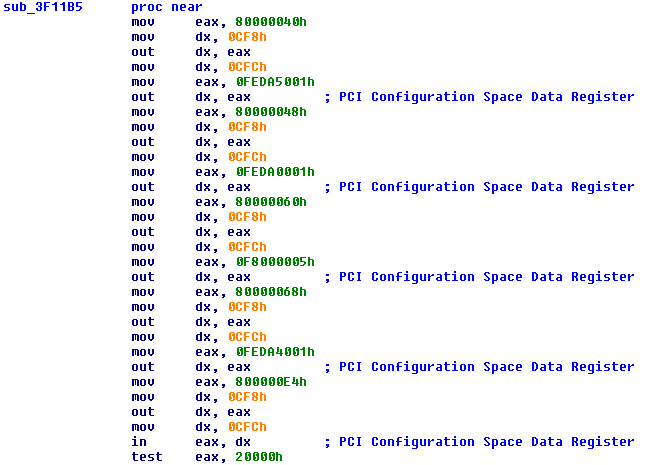 sub_3F11B5 proc near
mov eax, 80000040h
mov dx, 0CF8h
out dx, eax
mov dx, 0CFCh
mov eax, 0FEDA5001h
out dx, eax ; PCI Configuration Space Data Register
mov eax, 80000048h
mov dx, 0CF8h
out dx, eax
mov dx, 0CFCh
mov eax, 0FEDA0001h
out dx, eax ; PCI Configuration Space Data Register
mov eax, 80000060h
mov dx, 0CF8h
out dx, eax
mov dx, 0CFCh
mov eax, 0F8000005h
out dx, eax ; PCI Configuration Space Data Register
mov eax, 80000068h
mov dx, 0CF8h
out dx, eax
mov dx, 0CFCh
mov eax, 0FEDA4001h
out dx, eax ; PCI Configuration Space Data Register
mov eax, 800000E4h
mov dx, 0CF8h
out dx, eax
mov dx, 0CFCh
in eax, dx ; PCI Configuration Space Data Register
test eax, 20000h